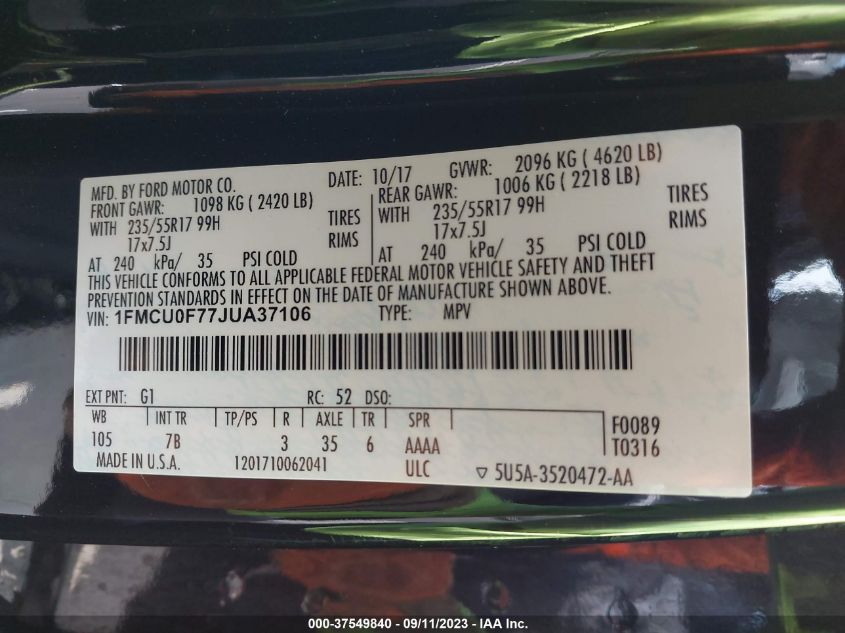 MFD. BY FORD MOTOR CO. DATE: 10/17 GVWR: 2096 KG ( 4620 LB)
FRONT GAWR: 1098 KG ( 2420 LB) REAR GAWR: 1006 KG ( 2218 LB)
WITH 235/55R17 99H TIRES WITH 235/55R17 99H TIRES
17x7.5J RIMS 17x7.5J RIMS
AT 240 kPa/ 35 PSI COLD AT 240 kPa/ 35 PSI COLD
THIS VEHICLE CONFORMS TO ALL APPLICABLE FEDERAL MOTOR VEHICLE SAFETY AND THEFT
PREVENTION STANDARDS IN EFFECT ON THE DATE OF MANUFACTURE SHOWN ABOVE.
VIN: 1FMCU0F77JUA37106 TYPE: MPV
EXT PNT: G1 RC: 52 DSO:
WB INT TR TP/PS R AXLE TR SPR F0089
105 7B 3 35 6 AAAA T0316
MADE IN U.S.A. 1201710062041 ULC ▽ 5U5A-3520472-AA
000-37549840 - 09/11/2023 - © IAA Inc.